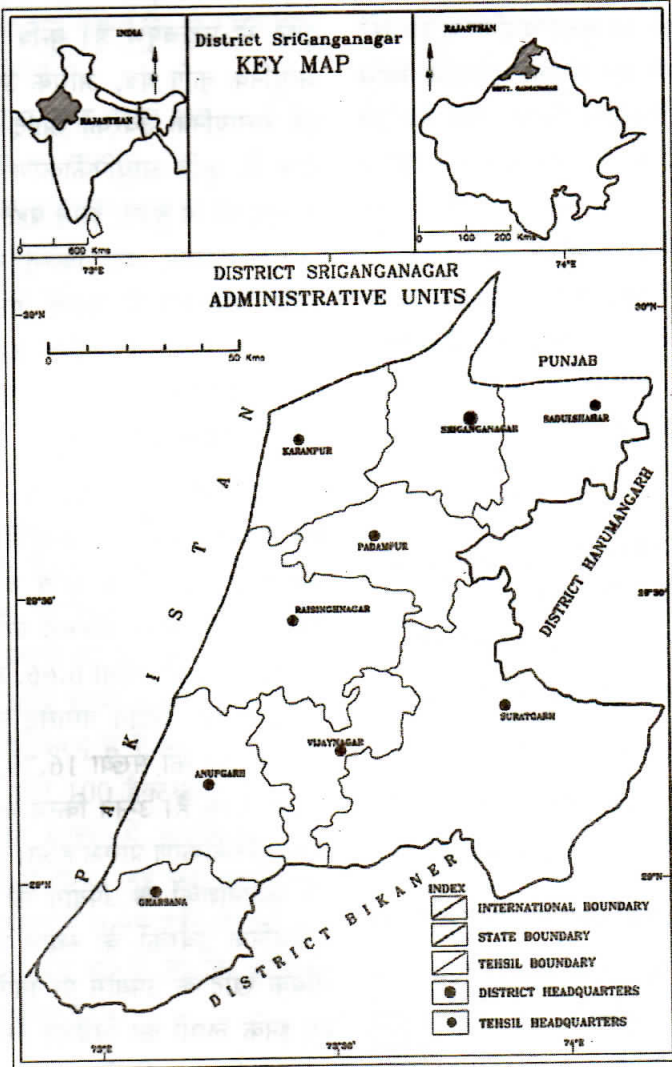 INDIA
RAJASTHAN
0 600 Kms
District SriGanganagar
KEY MAP
RAJASTHAN
DISTT. GANGANAGAR
0 100 200 Kms
73°E
74°E
DISTRICT SRIGANGANAGAR
ADMINISTRATIVE UNITS
30°N
30°N
0 50 Kms
PUNJAB
SRIGANGANAGAR
SADULSHAHAR
KARANPUR
PADAMPUR
DISTRICT HANUMANGARH
29°30'
29°30'
RAISINGHNAGAR
PAKISTAN
SURATGARH
VIJAYNAGAR
ANUPGARH
29°N
29°N
GHARSANA
DISTRICT BIKANER
INDEX
INTERNATIONAL BOUNDARY
STATE BOUNDARY
TEHSIL BOUNDARY
DISTRICT HEADQUARTERS
TEHSIL HEADQUARTERS
73°E
73°30'
74°E